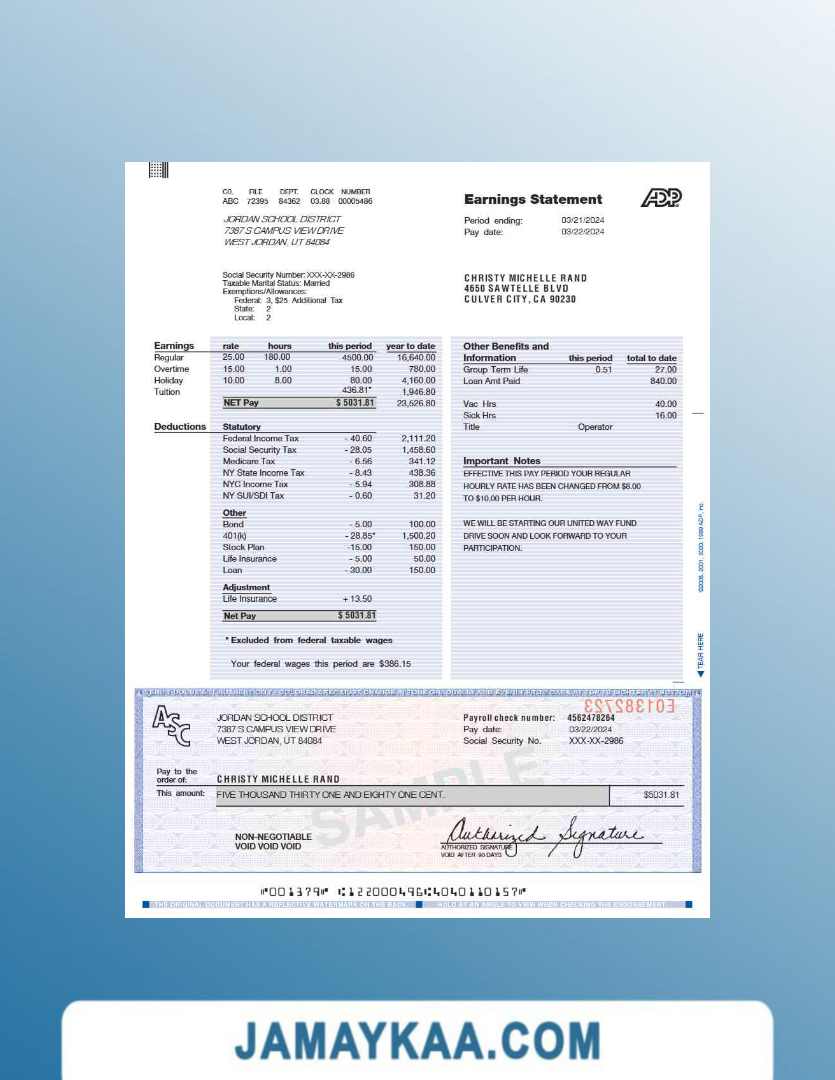 CO. FILE DEPT. CLOCK NUMBER
ABC 72395 84362 03.88 00005486
JORDAN SCHOOL DISTRICT
7387 S CAMPUS VIEW DRIVE
WEST JORDAN, UT 84084
Earnings Statement
ADP
Period ending: 03/21/2024
Pay date: 03/22/2024
Social Security Number: XXX-XX-2986
Taxable Marital Status: Married
Exemptions/Allowances:
Federal: 3, $25 Additional Tax
State: 2
Local: 2
CHRISTY MICHELLE RAND
4650 SAWTELLE BLVD
CULVER CITY, CA 90230
Earnings rate hours this period year to date
Regular 25.00 180.00 4500.00 16,640.00
Overtime 15.00 1.00 15.00 780.00
Holiday 10.00 8.00 80.00 4,160.00
Tuition 436.81* 1,946.80
NET Pay $ 5031.81 23,526.80
Deductions Statutory
Federal Income Tax - 40.60 2,111.20
Social Security Tax - 28.05 1,458.60
Medicare Tax - 6.56 341.12
NY State Income Tax - 8.43 438.36
NYC Income Tax - 5.94 308.88
NY SUI/SDI Tax - 0.60 31.20
Other
Bond - 5.00 100.00
401(k) - 28.85* 1,500.20
Stock Plan -15.00 150.00
Life Insurance - 5.00 50.00
Loan - 30.00 150.00
Adjustment
Life Insurance + 13.50
Net Pay $ 5031.81
* Excluded from federal taxable wages
Your federal wages this period are $386.15
Other Benefits and
Information this period total to date
Group Term Life 0.51 27.00
Loan Amt Paid 840.00
Vac Hrs 40.00
Sick Hrs 16.00
Title Operator
Important Notes
EFFECTIVE THIS PAY PERIOD YOUR REGULAR
HOURLY RATE HAS BEEN CHANGED FROM $8.00
TO $10.00 PER HOUR.
WE WILL BE STARTING OUR UNITED WAY FUND
DRIVE SOON AND LOOK FORWARD TO YOUR
PARTICIPATION.
TEAR HERE
E01382723
ASC
JORDAN SCHOOL DISTRICT
7387 S CAMPUS VIEW DRIVE
WEST JORDAN, UT 84084
Payroll check number: 4562478264
Pay date: 03/22/2024
Social Security No. XXX-XX-2986
Pay to the
order of: CHRISTY MICHELLE RAND
This amount: FIVE THOUSAND THIRTY ONE AND EIGHTY ONE CENT. $5031.81
SAMPLE
NON-NEGOTIABLE
VOID VOID VOID
Authorized Signature
AUTHORIZED SIGNATURE
VOID AFTER 90 DAYS
⑈001379⑈ ⑆122000496⑆4040110157⑈
THE ORIGINAL DOCUMENT HAS A REFLECTIVE WATERMARK ON THE BACK.
HOLD AT AN ANGLE TO VIEW WHEN CHECKING THE ENDORSEMENT.
JAMAYKAA.COM